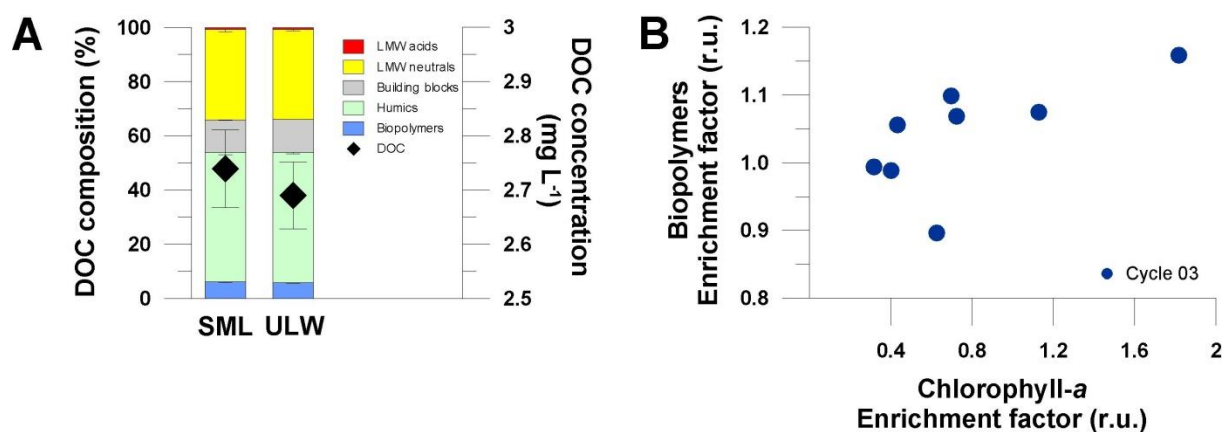 A
DOC composition (%)
100
80
60
40
20
0
SML ULW
LMW acids
LMW neutrals
Building blocks
Humics
Biopolymers
DOC
3
2.9
2.8
2.7
2.6
2.5
DOC concentration
(mg L⁻¹)
B
Biopolymers
Enrichment factor (r.u.)
1.2
1.1
1.0
0.9
0.8
Cycle 03
0.4 0.8 1.2 1.6 2
Chlorophyll-a
Enrichment factor (r.u.)